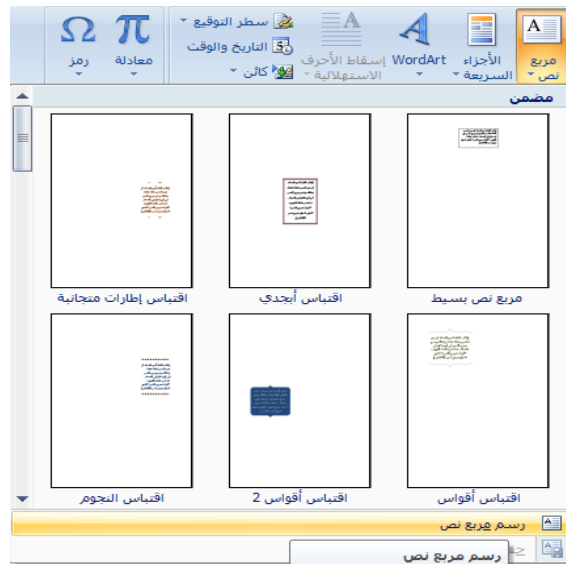 مربع نص
الأجزاء السريعة
WordArt
إسقاط الأحرف الاستهلالية
سطر التوقيع
التاريخ والوقت
كائن
معادلة
رمز
مضمن
مربع نص بسيط
اقتباس أبجدي
اقتباس إطارات متجانبة
اقتباس أقواس
اقتباس أقواس 2
اقتباس النجوم
رسم مربع نص
رسم مربع نص